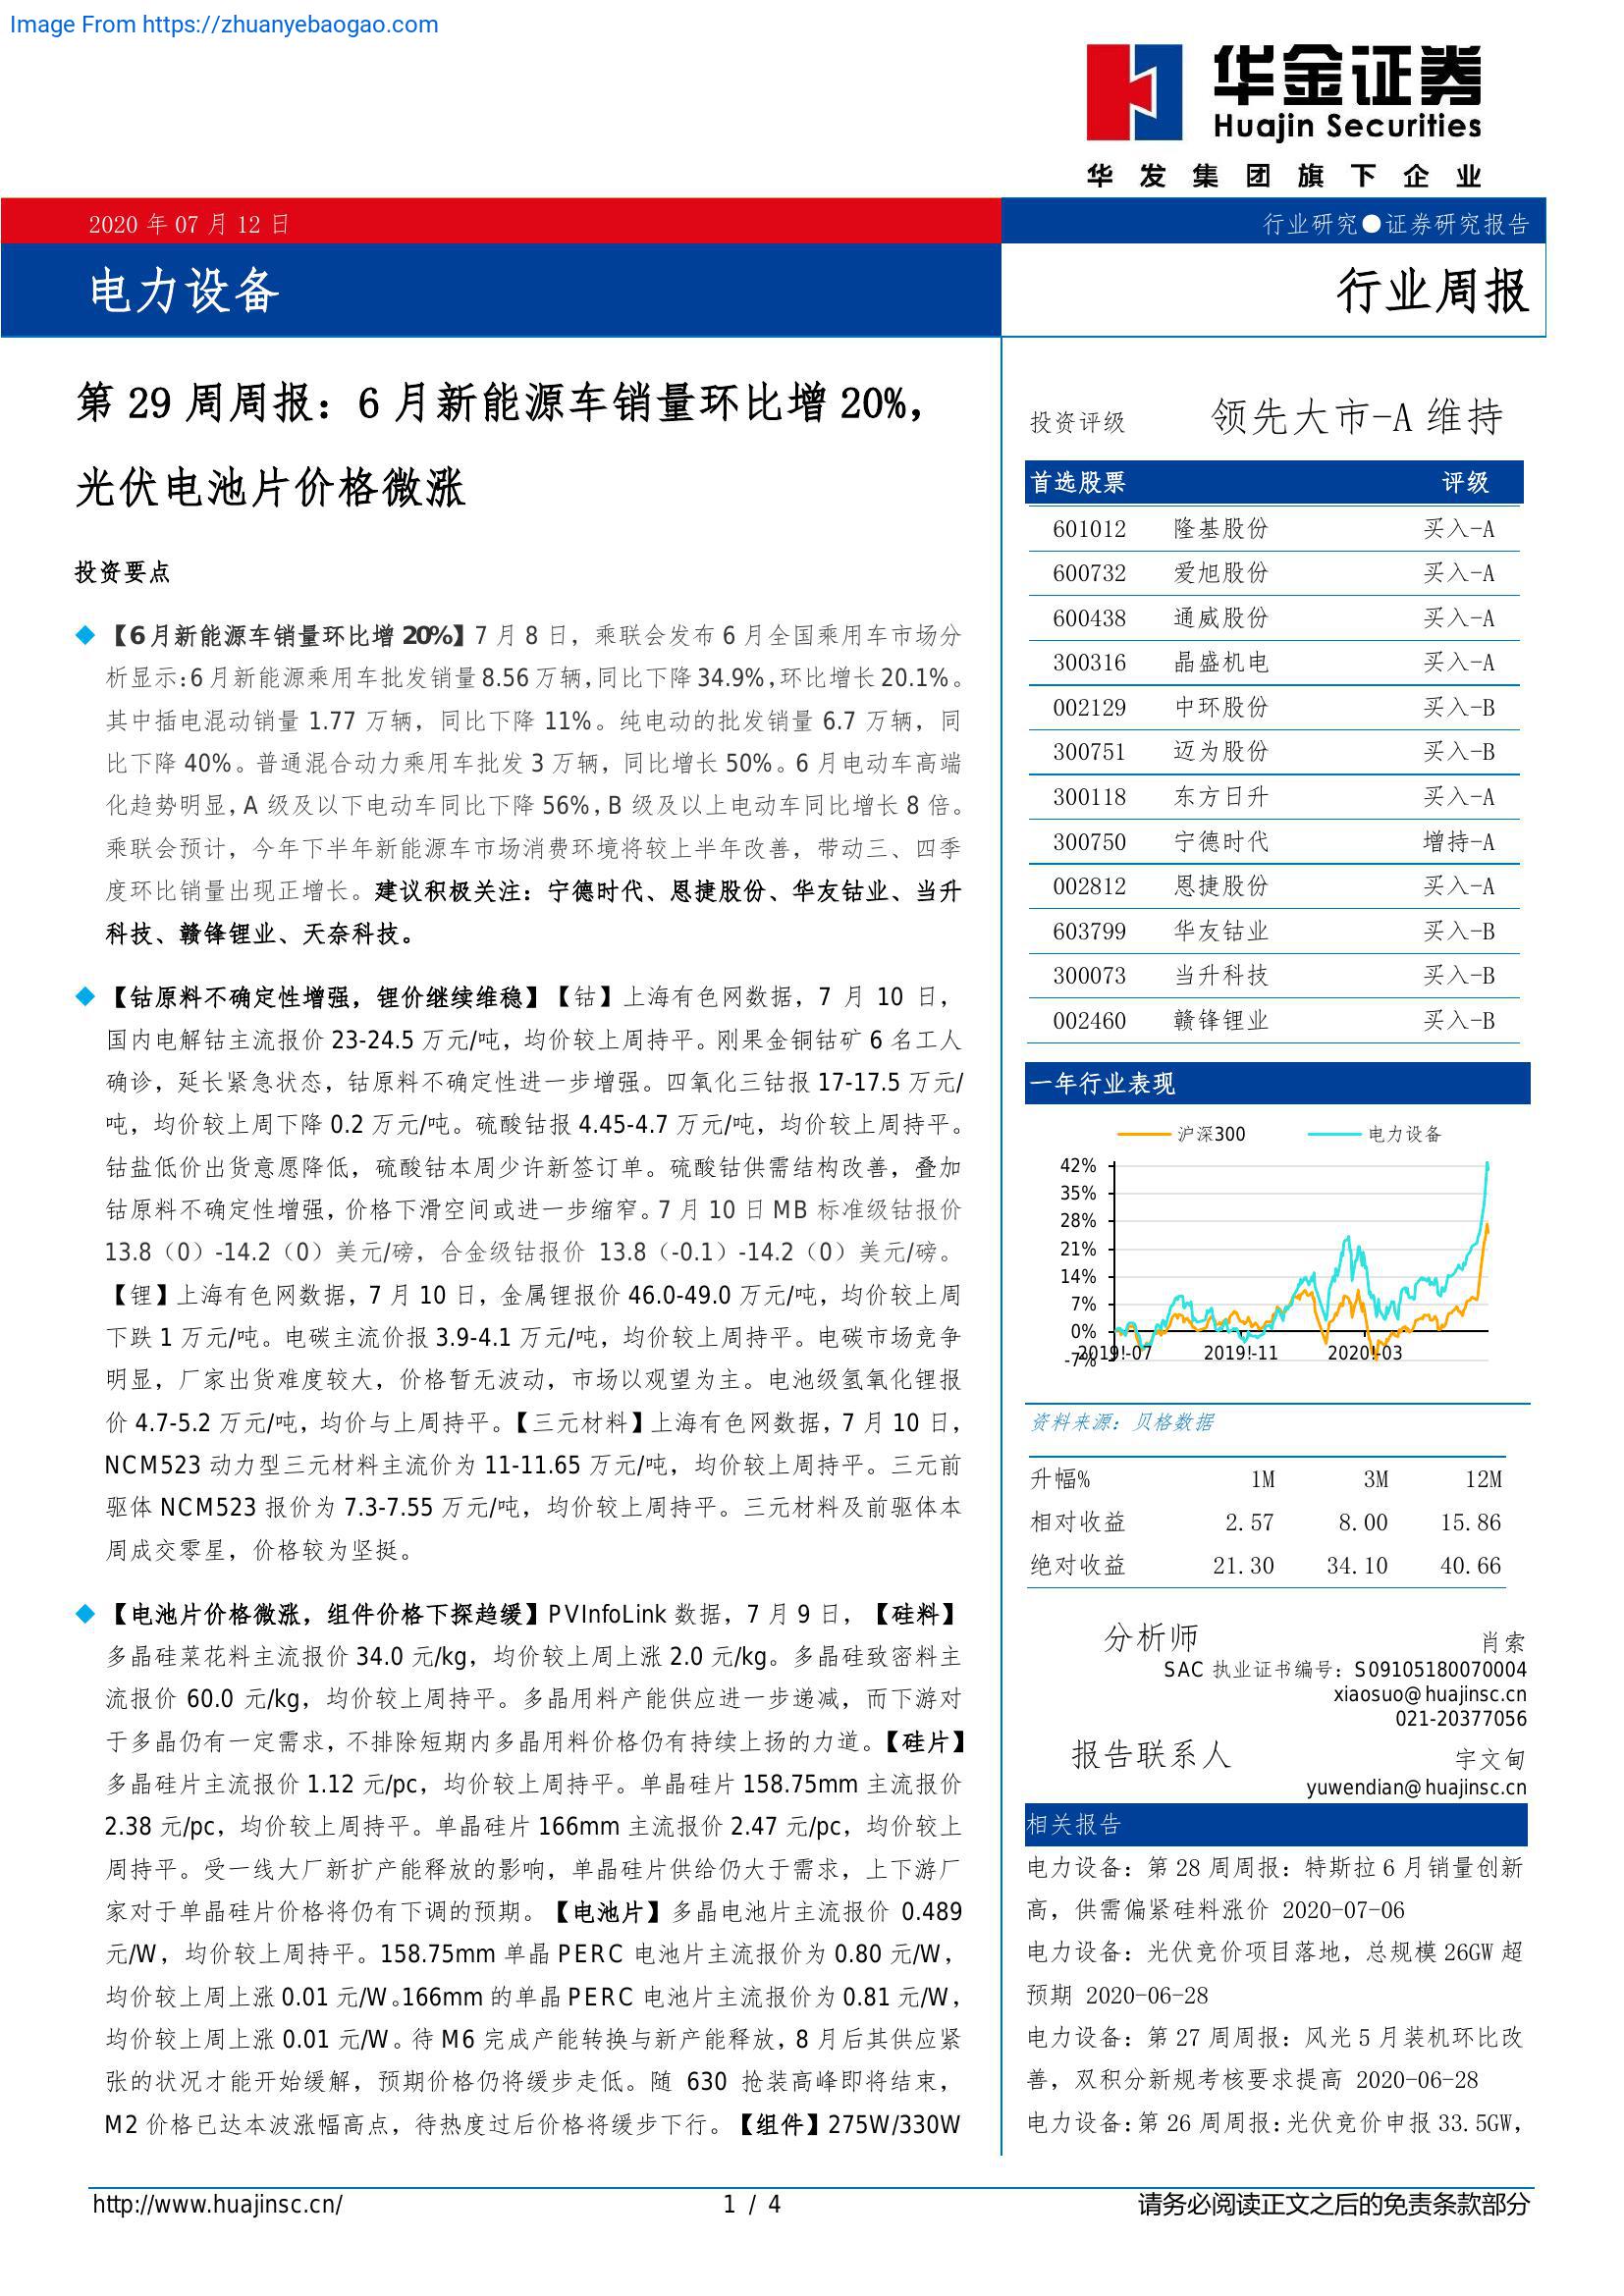 Image From https://zhuanyebaogao.com
华金证券
Huajin Securities
华发集团旗下企业
2020 年 07 月 12 日
行业研究●证券研究报告
电力设备
行业周报
第 29 周周报：6 月新能源车销量环比增 20%，
光伏电池片价格微涨
投资要点
◆ 【6 月新能源车销量环比增 20%】7 月 8 日，乘联会发布 6 月全国乘用车市场分
析显示：6 月新能源乘用车批发销量 8.56 万辆，同比下降 34.9%，环比增长 20.1%。
其中插电混动销量 1.77 万辆，同比下降 11%。纯电动的批发销量 6.7 万辆，同
比下降 40%。普通混合动力乘用车批发 3 万辆，同比增长 50%。6 月电动车高端
化趋势明显，A 级及以下电动车同比下降 56%，B 级及以上电动车同比增长 8 倍。
乘联会预计，今年下半年新能源车市场消费环境将较上半年改善，带动三、四季
度环比销量出现正增长。建议积极关注：宁德时代、恩捷股份、华友钴业、当升
科技、赣锋锂业、天奈科技。
◆ 【钴原料不确定性增强，锂价继续维稳】【钴】上海有色网数据，7 月 10 日，
国内电解钴主流报价 23-24.5 万元/吨，均价较上周持平。刚果金铜钴矿 6 名工人
确诊，延长紧急状态，钴原料不确定性进一步增强。四氧化三钴报 17-17.5 万元/
吨，均价较上周下降 0.2 万元/吨。硫酸钴报 4.45-4.7 万元/吨，均价较上周持平。
钴盐低价出货意愿降低，硫酸钴本周少许新签订单。硫酸钴供需结构改善，叠加
钴原料不确定性增强，价格下滑空间或进一步缩窄。7 月 10 日 MB 标准级钴报价
13.8（0）-14.2（0）美元/磅，合金级钴报价 13.8（-0.1）-14.2（0）美元/磅。
【锂】上海有色网数据，7 月 10 日，金属锂报价 46.0-49.0 万元/吨，均价较上周
下跌 1 万元/吨。电碳主流价报 3.9-4.1 万元/吨，均价较上周持平。电碳市场竞争
明显，厂家出货难度较大，价格暂无波动，市场以观望为主。电池级氢氧化锂报
价 4.7-5.2 万元/吨，均价与上周持平。【三元材料】上海有色网数据，7 月 10 日，
NCM523 动力型三元材料主流价为 11-11.65 万元/吨，均价较上周持平。三元前
驱体 NCM523 报价为 7.3-7.55 万元/吨，均价较上周持平。三元材料及前驱体本
周成交零星，价格较为坚挺。
◆ 【电池片价格微涨，组件价格下探趋缓】PVInfoLink 数据，7 月 9 日，【硅料】
多晶硅菜花料主流报价 34.0 元/kg，均价较上周上涨 2.0 元/kg。多晶硅致密料主
流报价 60.0 元/kg，均价较上周持平。多晶用料产能供应进一步递减，而下游对
于多晶仍有一定需求，不排除短期内多晶用料价格仍有持续上扬的力道。【硅片】
多晶硅片主流报价 1.12 元/pc，均价较上周持平。单晶硅片 158.75mm 主流报价
2.38 元/pc，均价较上周持平。单晶硅片 166mm 主流报价 2.47 元/pc，均价较上
周持平。受一线大厂新扩产能释放的影响，单晶硅片供给仍大于需求，上下游厂
家对于单晶硅片价格将仍有下调的预期。【电池片】多晶电池片主流报价 0.489
元/W，均价较上周持平。158.75mm 单晶 PERC 电池片主流报价为 0.80 元/W，
均价较上周上涨 0.01 元/W。166mm 的单晶 PERC 电池片主流报价为 0.81 元/W，
均价较上周上涨 0.01 元/W。待 M6 完成产能转换与新产能释放，8 月后其供应紧
张的状况才能开始缓解，预期价格仍将缓步走低。随 630 抢装高峰即将结束，
M2 价格已达本波涨幅高点，待热度过后价格将缓步下行。【组件】275W/330W
投资评级 领先大市-A 维持
首选股票 评级
601012 隆基股份 买入-A
600732 爱旭股份 买入-A
600438 通威股份 买入-A
300316 晶盛机电 买入-A
002129 中环股份 买入-B
300751 迈为股份 买入-B
300118 东方日升 买入-A
300750 宁德时代 增持-A
002812 恩捷股份 买入-A
603799 华友钴业 买入-B
300073 当升科技 买入-B
002460 赣锋锂业 买入-B
一年行业表现
沪深300 电力设备
42%
35%
28%
21%
14%
7%
0%
-7%
2019!-07 2019!-11 2020!-03
资料来源：贝格数据
升幅% 1M 3M 12M
相对收益 2.57 8.00 15.86
绝对收益 21.30 34.10 40.66
分析师 肖索
SAC 执业证书编号：S09105180070004
xiaosuo@huajinsc.cn
021-20377056
报告联系人 宇文甸
yuwendian@huajinsc.cn
相关报告
电力设备：第 28 周周报：特斯拉 6 月销量创新
高，供需偏紧硅料涨价 2020-07-06
电力设备：光伏竞价项目落地，总规模 26GW 超
预期 2020-06-28
电力设备：第 27 周周报：风光 5 月装机环比改
善，双积分新规考核要求提高 2020-06-28
电力设备：第 26 周周报：光伏竞价申报 33.5GW，
http://www.huajinsc.cn/
1 / 4
请务必阅读正文之后的免责条款部分